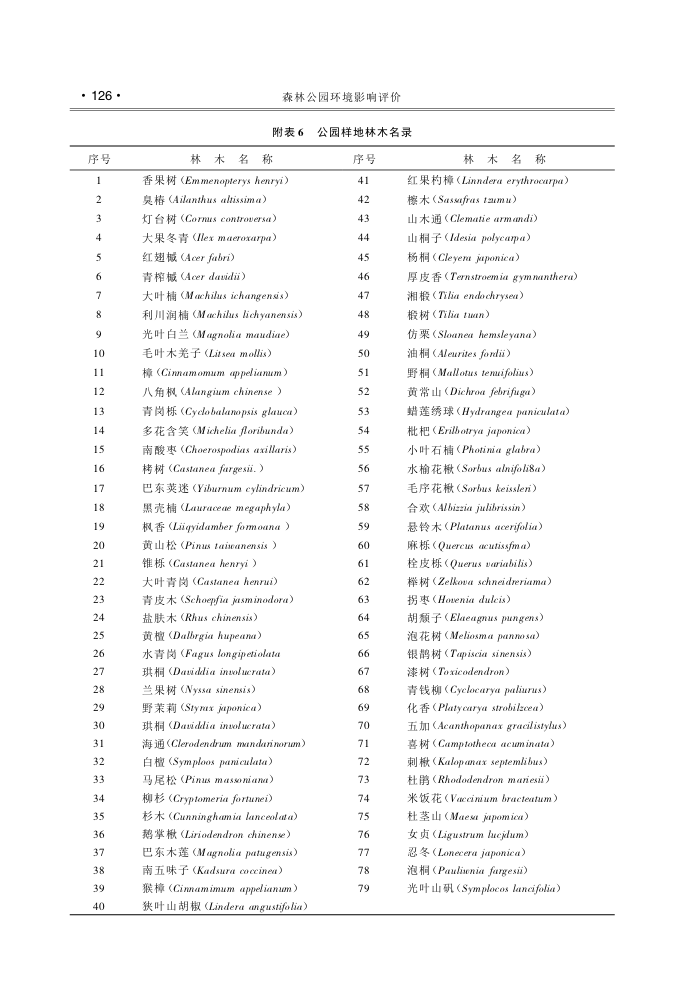 · 126 ·
森林公园环境影响评价
附表 6 公园样地林木名录
序号 林 木 名 称 序号 林 木 名 称
1 香果树(Emmenopterys henryi) 41 红果杓樟(Linndera erythrocarpa)
2 臭椿(Ailanthus altissima) 42 檫木(Sassafras tzumu)
3 灯台树(Cornus controversa) 43 山木通(Clematie armandi)
4 大果冬青(Ilex maeroxarpa) 44 山桐子(Idesia polycarpa)
5 红翅槭(Acer fabri) 45 杨桐(Cleyera japonica)
6 青榨槭(Acer davidii) 46 厚皮香(Ternstroemia gymnanthera)
7 大叶楠(Machilus ichangensis) 47 湘椴(Tilia endochrysea)
8 利川润楠(Machilus lichyanensis) 48 椴树(Tilia tuan)
9 光叶白兰(Magnolia maudiae) 49 仿栗(Sloanea hemsleyana)
10 毛叶木羌子(Litsea mollis) 50 油桐(Aleurites fordii)
11 樟(Cinnamomum appelianum) 51 野桐(Mallotus tenuifolius)
12 八角枫(Alangium chinense ) 52 黄常山(Dichroa febrifuga)
13 青岗栎(Cyclobalanopsis glauca) 53 蜡莲绣球(Hydrangea paniculata)
14 多花含笑(Michelia floribunda) 54 枇杷(Erilbotrya japonica)
15 南酸枣(Choerospodias axillaris) 55 小叶石楠(Photinia glabra)
16 栲树(Castanea fargesii. ) 56 水榆花楸(Sorbus alnifoli8a)
17 巴东荚迷(Yiburnum cylindricum) 57 毛序花楸(Sorbus keissleri)
18 黑壳楠(Lauraceae megaphyla) 58 合欢(Albizzia julibrissin)
19 枫香(Liiqyidamber formoana ) 59 悬铃木(Platanus acerifolia)
20 黄山松(Pinus taiwanensis ) 60 麻栎(Quercus acutissfma)
21 锥栎(Castanea henryi ) 61 栓皮栎(Querus variabilis)
22 大叶青岗(Castanea henrui) 62 榉树(Zelkova schneidreriama)
23 青皮木(Schoepfia jasminodora) 63 拐枣(Hovenia dulcis)
24 盐肤木(Rhus chinensis) 64 胡颓子(Elaeagnus pungens)
25 黄檀(Dalbrgia hupeana) 65 泡花树(Meliosma pannosa)
26 水青岗(Fagus longipetiolata 66 银鹊树(Tapiscia sinensis)
27 珙桐(Daviddia involucrata) 67 漆树(Toxicodendron)
28 兰果树(Nyssa sinensis) 68 青钱柳(Cyclocarya paliurus)
29 野茉莉(Styrax japonica) 69 化香(Platycarya strobilzcea)
30 珙桐(Daviddia involucrata) 70 五加(Acanthopanax gracilistylus)
31 海通(Clerodendrum mandarinorum) 71 喜树(Camptotheca acuminata)
32 白檀(Symploos paniculata) 72 刺楸(Kalopanax septemlibus)
33 马尾松(Pinus massoniana) 73 杜鹃(Rhododendron mariesii)
34 柳杉(Cryptomeria fortunei) 74 米饭花(Vaccinium bracteatum)
35 杉木(Cunninghamia lanceolata) 75 杜茎山(Maesa japomica)
36 鹅掌楸(Liriodendron chinense) 76 女贞(Ligustrum lucjdum)
37 巴东木莲(Magnolia patugensis) 77 忍冬(Lonecera japonica)
38 南五味子(Kadsura coccinea) 78 泡桐(Pauliwnia fargesii)
39 猴樟(Cinnamimum appelianum) 79 光叶山矾(Symplocos lancifolia)
40 狭叶山胡椒(Lindera angustifolia)